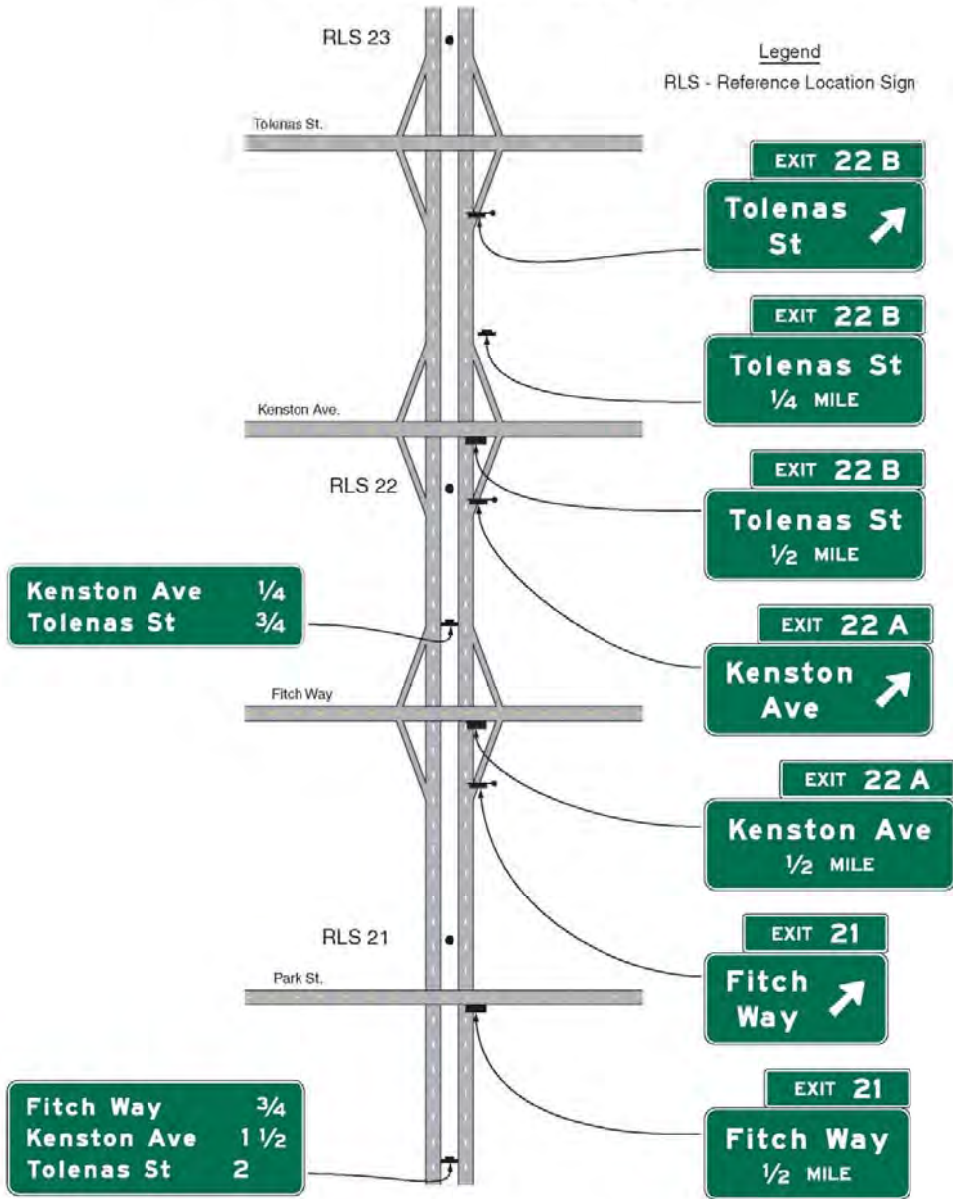 RLS 23
Legend
RLS - Reference Location Sign
Tolenas St.
EXIT 22 B
Tolenas
St
EXIT 22 B
Tolenas St
1/4 MILE
Kenston Ave.
EXIT 22 B
Tolenas St
1/2 MILE
RLS 22
Kenston Ave 1/4
Tolenas St 3/4
EXIT 22 A
Kenston
Ave
Fitch Way
EXIT 22 A
Kenston Ave
1/2 MILE
RLS 21
EXIT 21
Fitch
Way
Park St.
EXIT 21
Fitch Way
1/2 MILE
Fitch Way 3/4
Kenston Ave 1 1/2
Tolenas St 2